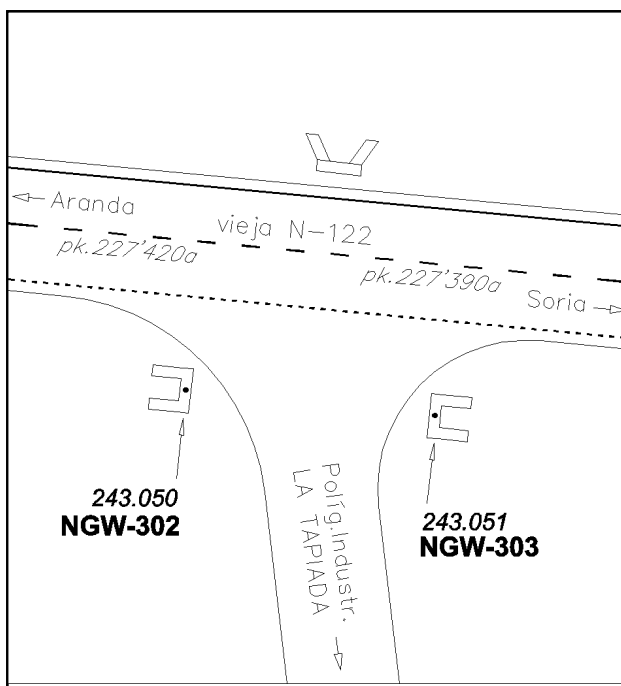 Aranda
vieja N-122
pk.227'420a
pk.227'390a
Soria
243.050
NGW-302
243.051
NGW-303
Políg.Industr.
LA TAPIADA